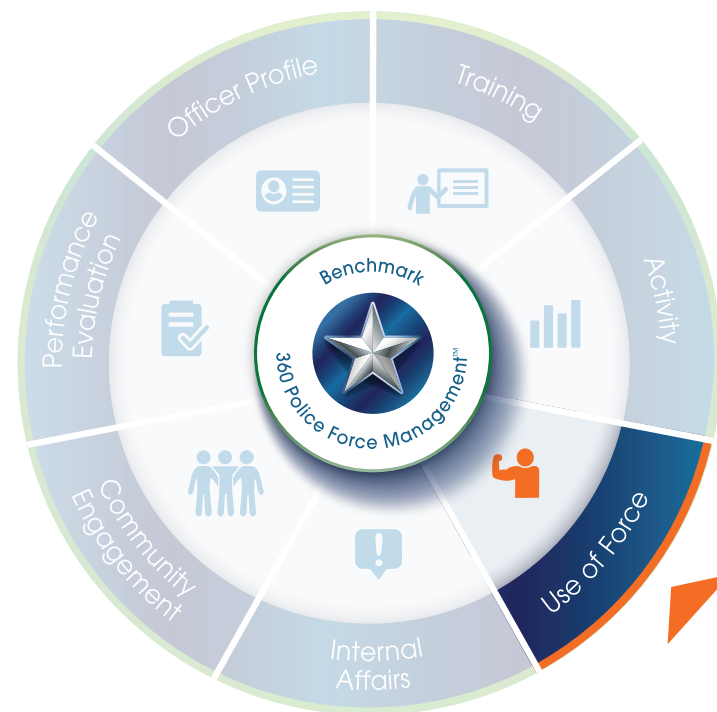 Officer Profile
Training
Performance
Evaluation
Activity
Benchmark
360 Police Force Management™
Community
Engagement
Use of Force
Internal
Affairs